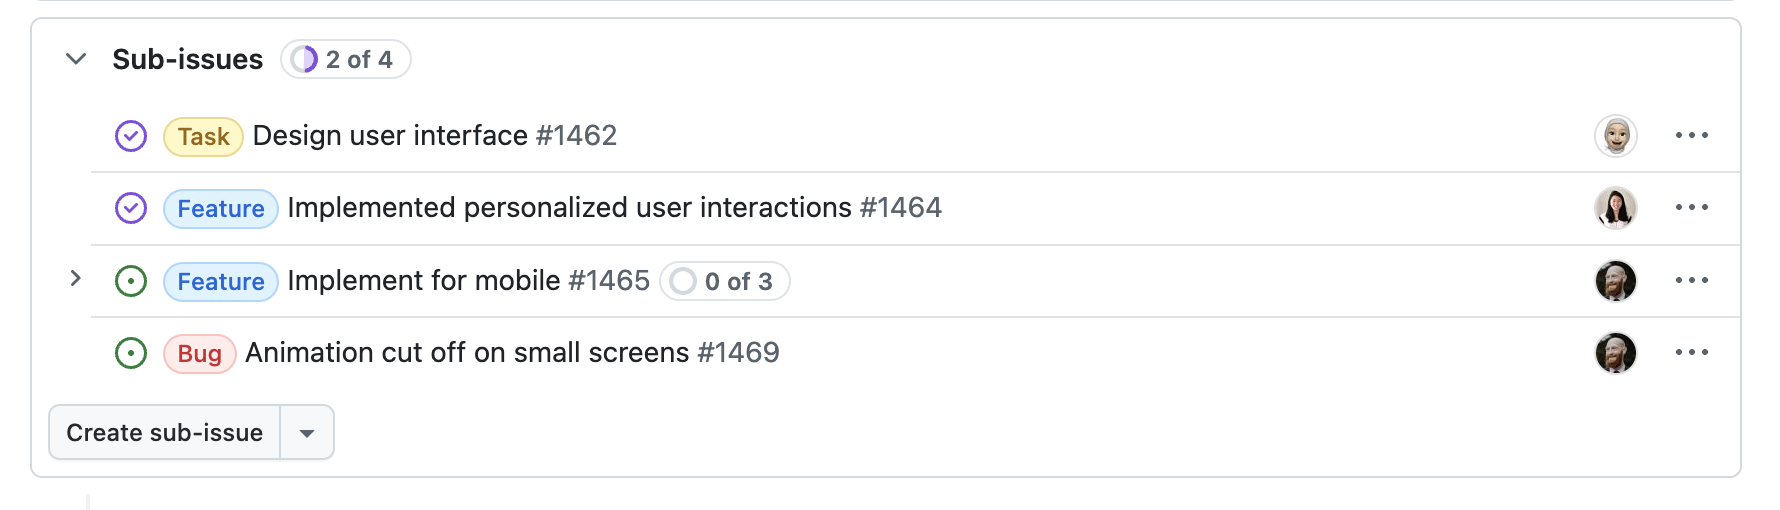 Sub-issues 2 of 4
Task Design user interface #1462
Feature Implemented personalized user interactions #1464
Feature Implement for mobile #1465 0 of 3
Bug Animation cut off on small screens #1469
Create sub-issue